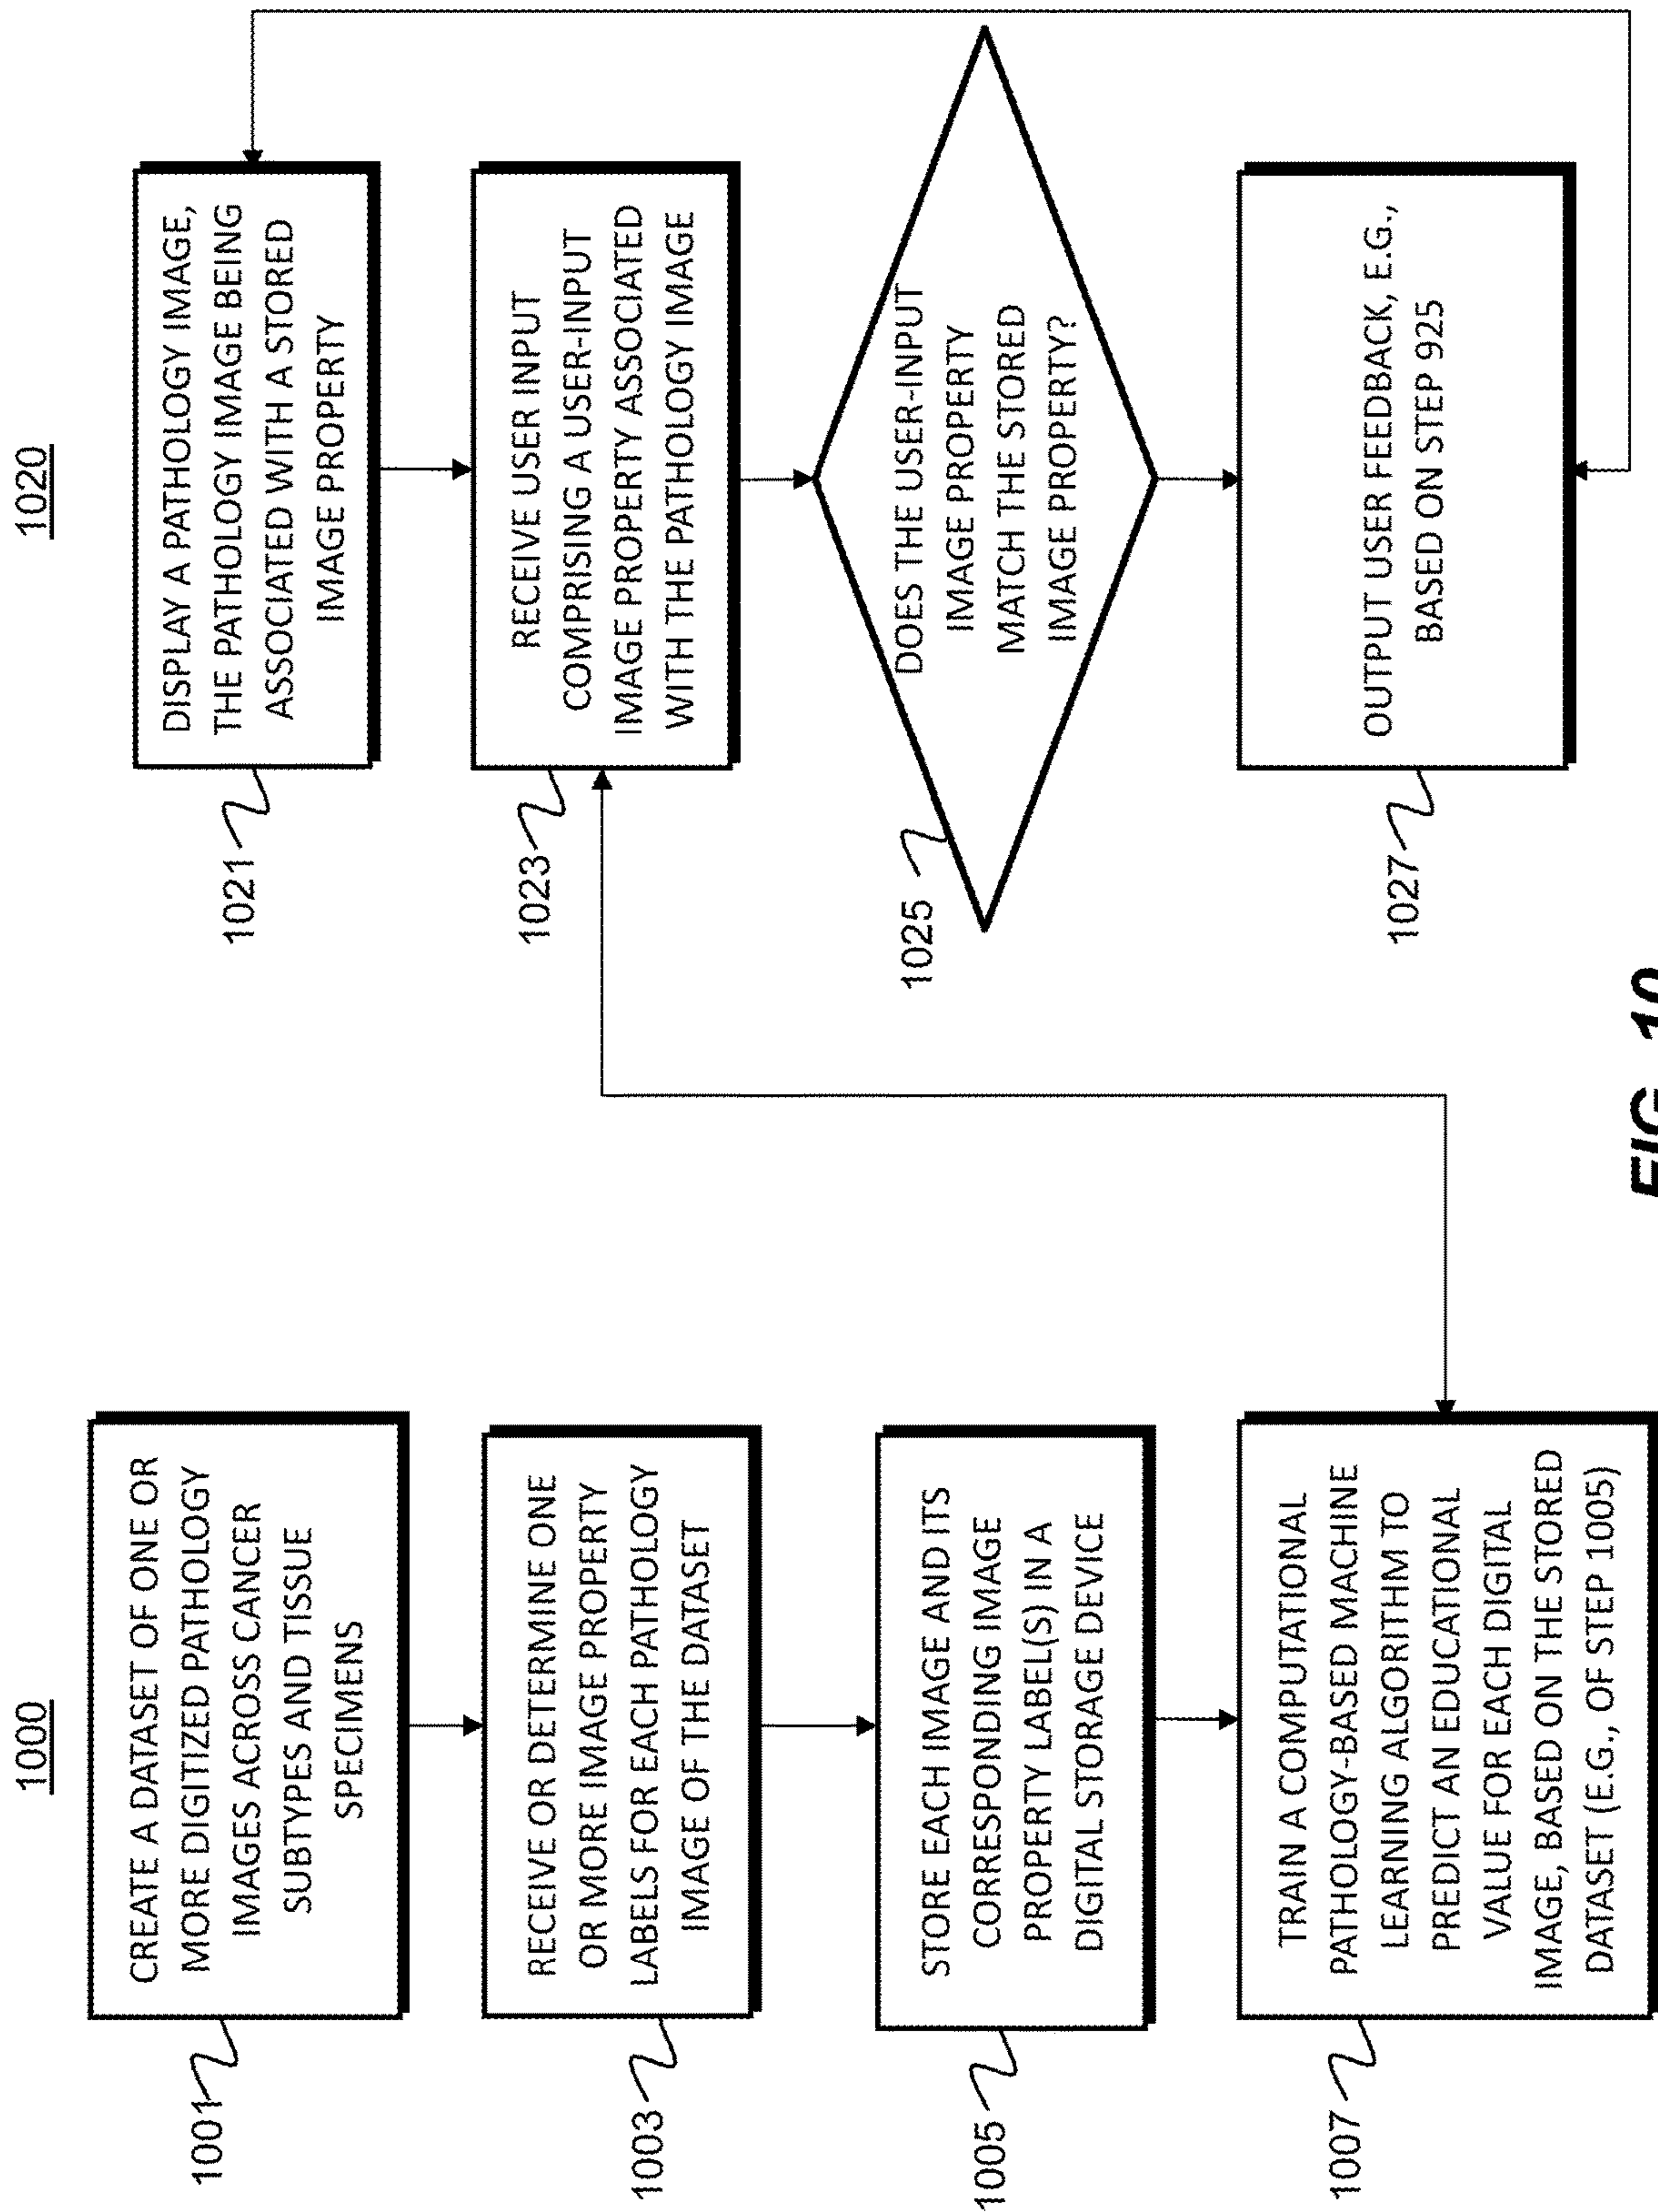 1000
1001
CREATE A DATASET OF ONE OR
MORE DIGITIZED PATHOLOGY
IMAGES ACROSS CANCER
SUBTYPES AND TISSUE
SPECIMENS
1003
RECEIVE OR DETERMINE ONE
OR MORE IMAGE PROPERTY
LABELS FOR EACH PATHOLOGY
IMAGE OF THE DATASET
1005
STORE EACH IMAGE AND ITS
CORRESPONDING IMAGE
PROPERTY LABEL(S) IN A
DIGITAL STORAGE DEVICE
1007
TRAIN A COMPUTATIONAL
PATHOLOGY-BASED MACHINE
LEARNING ALGORITHM TO
PREDICT AN EDUCATIONAL
VALUE FOR EACH DIGITAL
IMAGE, BASED ON THE STORED
DATASET (E.G., OF STEP 1005)
1020
1021
DISPLAY A PATHOLOGY IMAGE,
THE PATHOLOGY IMAGE BEING
ASSOCIATED WITH A STORED
IMAGE PROPERTY
1023
RECEIVE USER INPUT
COMPRISING A USER-INPUT
IMAGE PROPERTY ASSOCIATED
WITH THE PATHOLOGY IMAGE
1025
DOES THE USER-INPUT
IMAGE PROPERTY
MATCH THE STORED
IMAGE PROPERTY?
1027
OUTPUT USER FEEDBACK, E.G.,
BASED ON STEP 925
FIG. 10